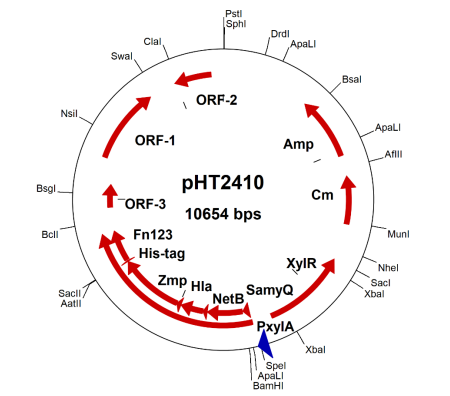 PstI
SphI
DrdI
ApaLI
ClaI
SwaI
BsaI
NsiI
ORF-2
ORF-1
Amp
ApaLI
AflII
pHT2410
10654 bps
BsgI
ORF-3
Cm
BclI
Fn123
His-tag
MunI
XylR
NheI
SacI
XbaI
Zmp
Hla
NetB
SamyQ
SacII
AatII
PxylA
XbaI
SpeI
ApaLI
BamHI